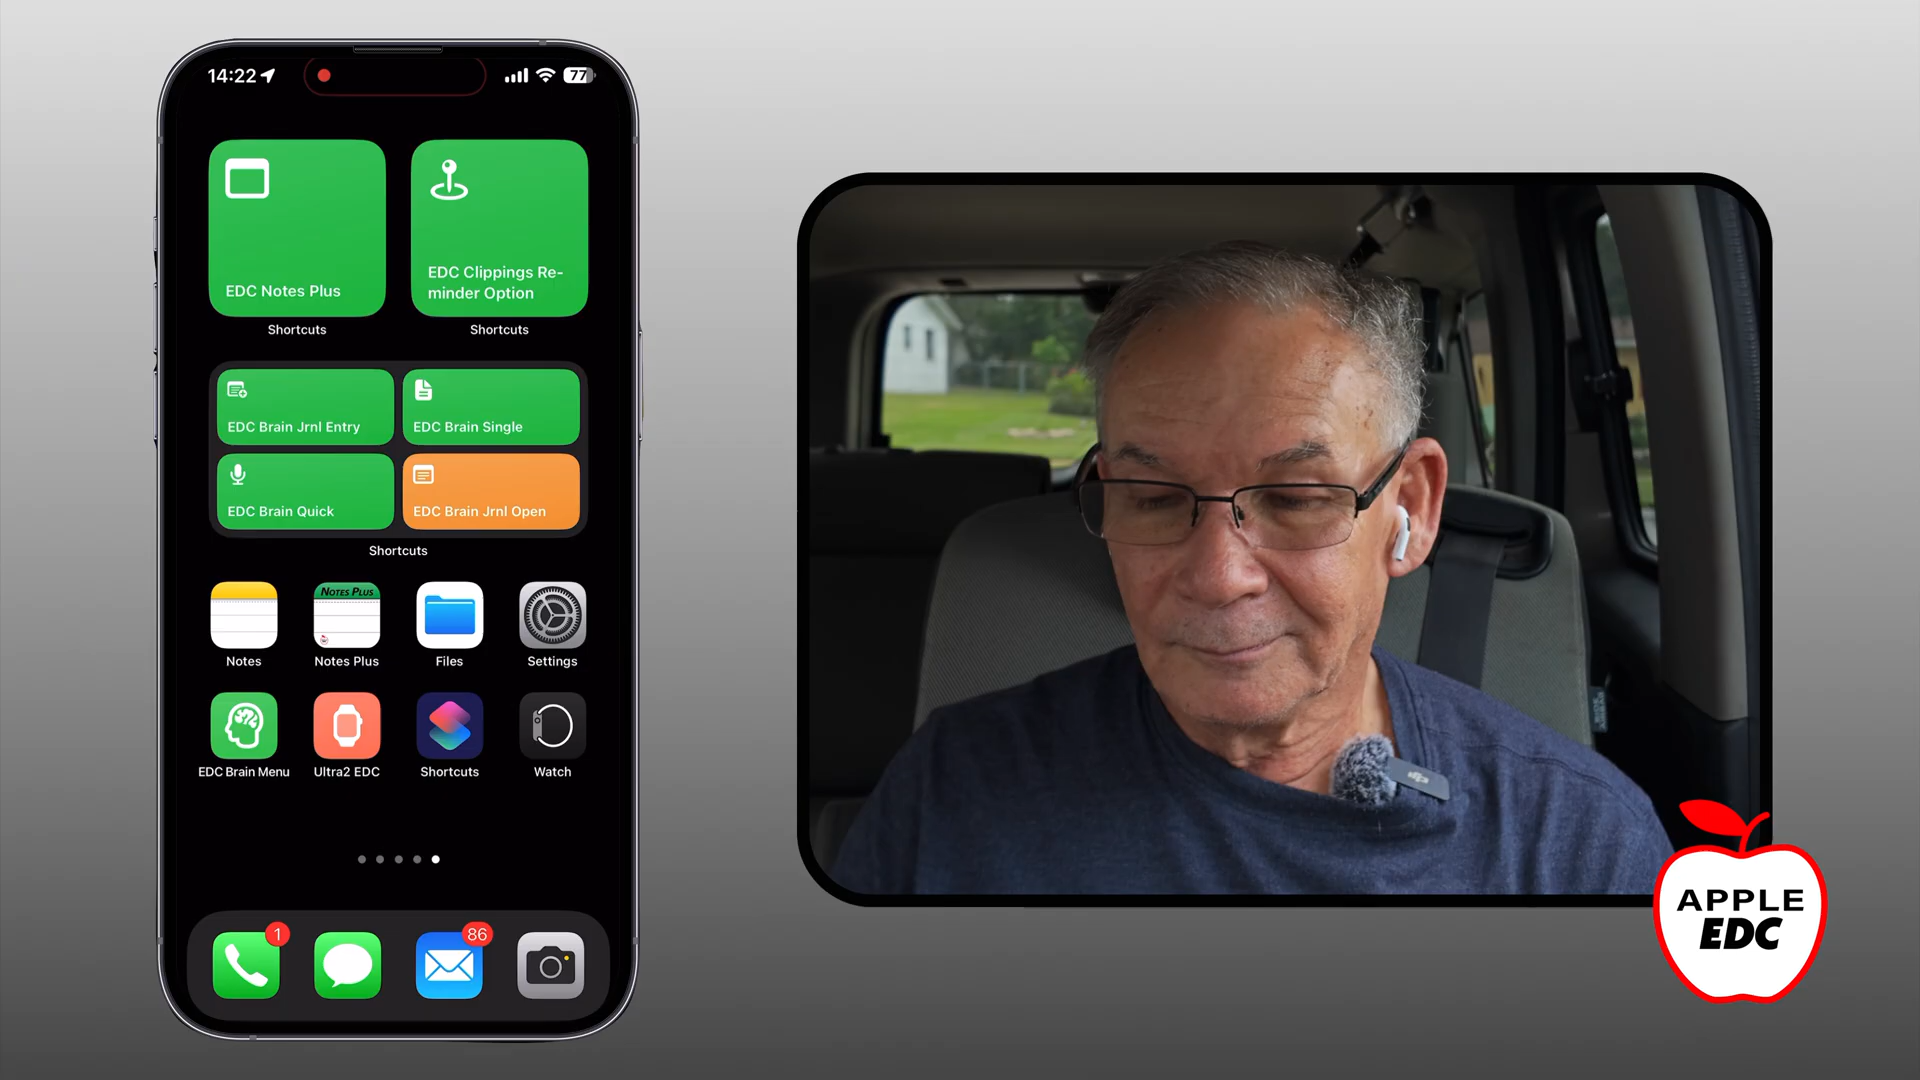 14:22
77
EDC Notes Plus
EDC Clippings Re-
minder Option
Shortcuts
Shortcuts
EDC Brain Jrnl Entry
EDC Brain Single
EDC Brain Quick
EDC Brain Jrnl Open
Shortcuts
NOTES PLUS
Notes
Notes Plus
Files
Settings
EDC Brain Menu
Ultra2 EDC
Shortcuts
Watch
1
86
dji
APPLE
EDC